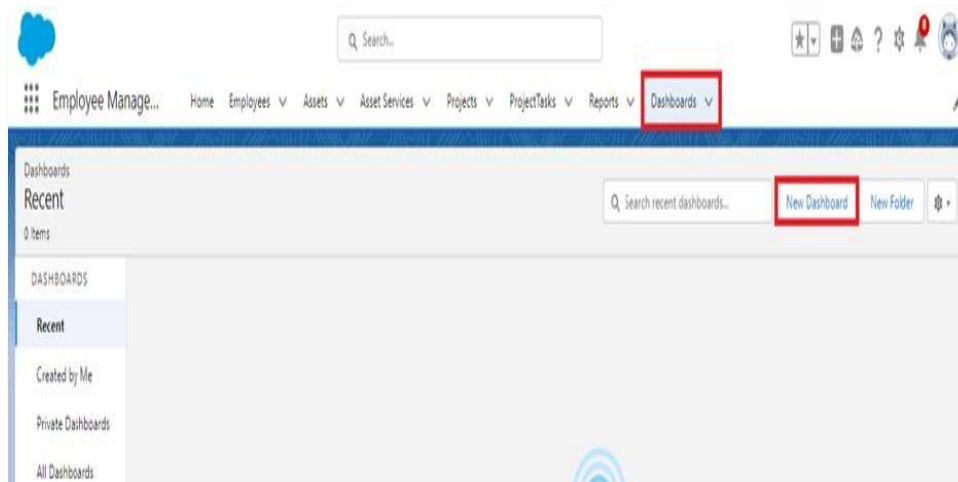 Search...
Employee Manage... Home Employees Assets Asset Services Projects ProjectTasks Reports Dashboards
Dashboards
Recent
0 items
Search recent dashboards... New Dashboard New Folder
DASHBOARDS
Recent
Created by Me
Private Dashboards
All Dashboards